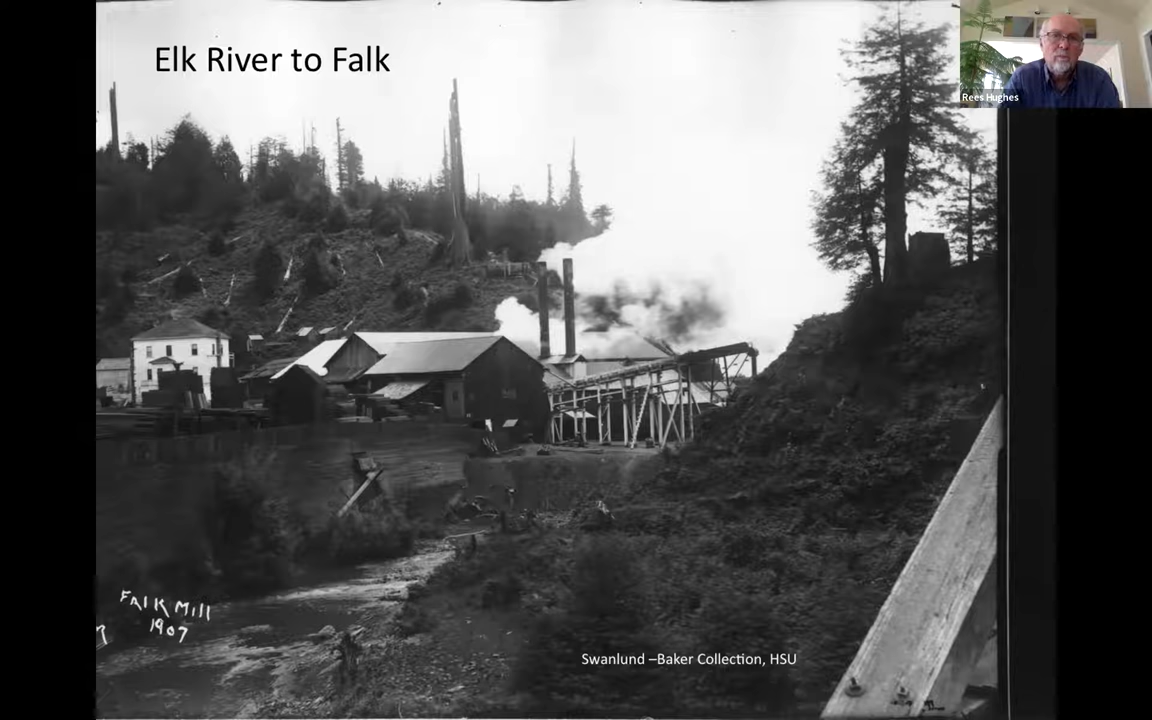 Elk River to Falk
Rees Hughes
FAlK Mill
1907
Swanlund –Baker Collection, HSU